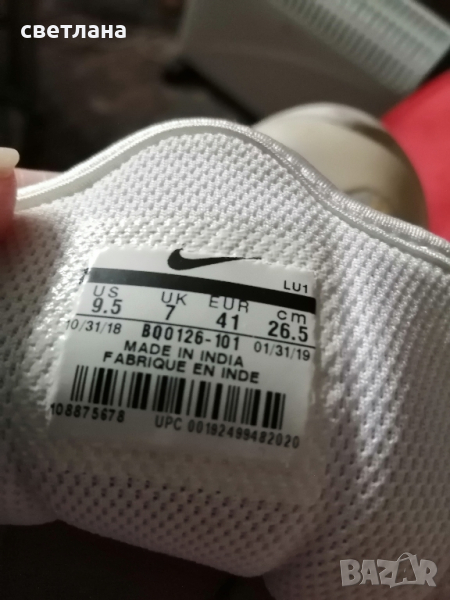 светлана
LU1
US UK EUR cm
9.5 7 41 26.5
10/31/18 BQ0126-101 01/31/19
MADE IN INDIA
FABRIQUE EN INDE
108875678 UPC 00192499482020
BAZAR